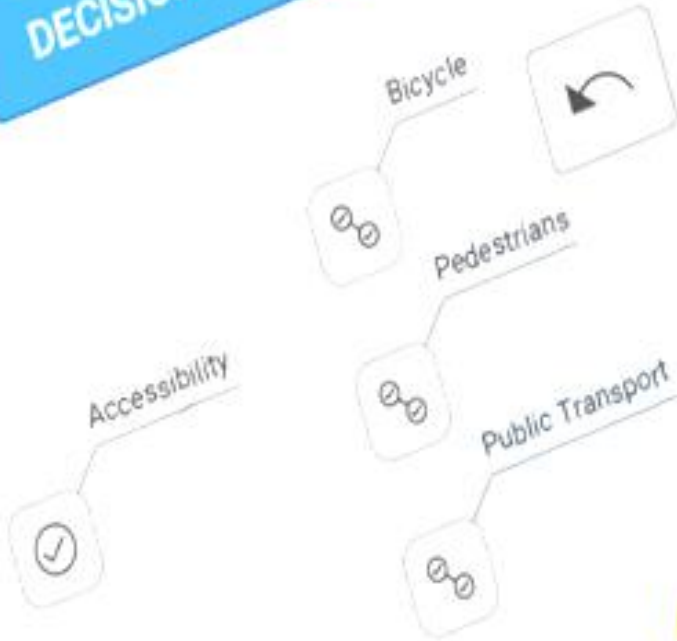 DECISIO
Bicycle
Pedestrians
Accessibility
Public Transport